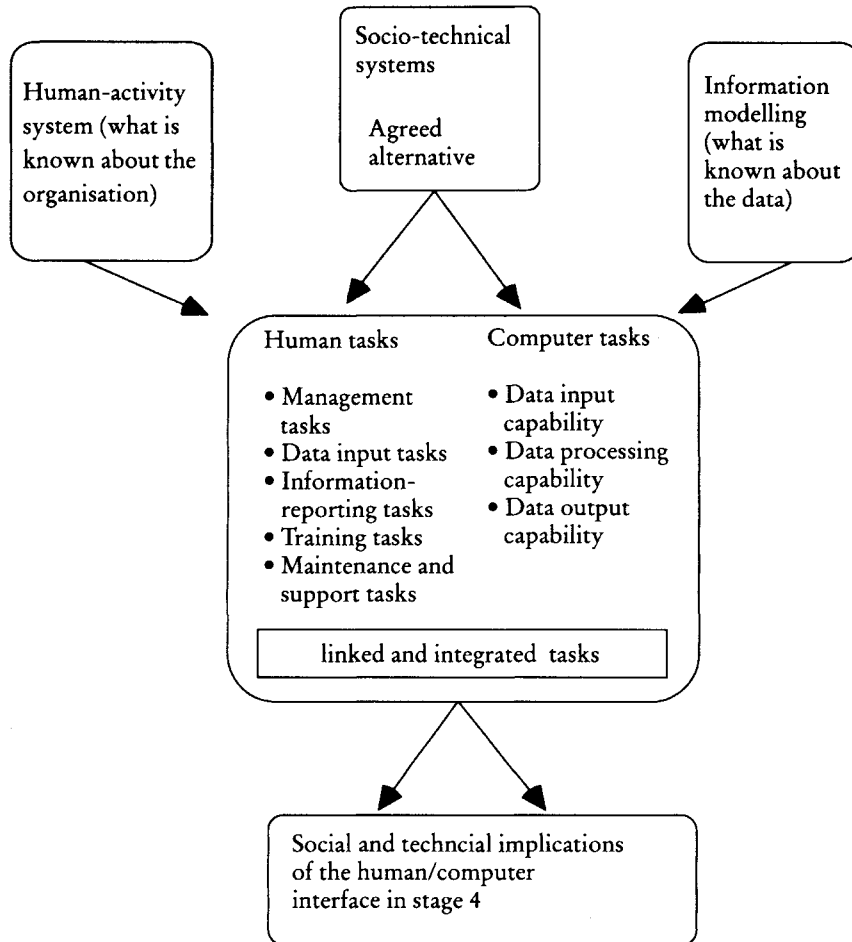 Socio-technical
systems
Agreed
alternative
Human-activity
system (what is
known about the
organisation)
Information
modelling
(what is
known about
the data)
Human tasks
• Management
tasks
• Data input tasks
• Information-
reporting tasks
• Training tasks
• Maintenance and
support tasks
Computer tasks
• Data input
capability
• Data processing
capability
• Data output
capability
linked and integrated tasks
Social and techncial implications
of the human/computer
interface in stage 4